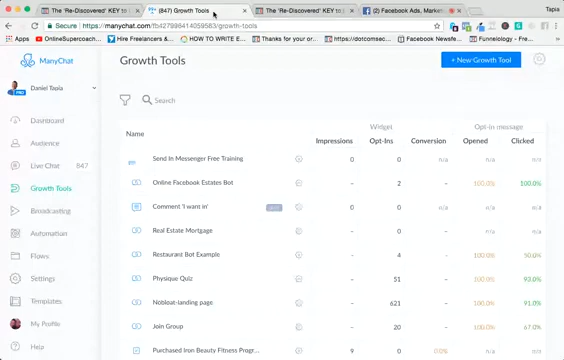 The 'Re-Discovered' KEY to
(847) Growth Tools
The 'Re-Discovered' KEY to
Facebook Ads, Market
Tapia
Secure
https://manychat.com/fb427986414059583/growth-tools
Apps
OnlineSupercoach
Hire Freelancers
HOW TO WRITE E
Thanks for your or
https://dotcomsec
Facebook Newsfe
Funnelology - Fre
ManyChat
Growth Tools
+ New Growth Tool
Daniel Tapia
PRO
Search
Dashboard
Audience
Live Chat 847
Growth Tools
Broadcasting
Automation
Flows
Settings
Templates
My Profile
Help
Widget Opt-in message
Name Impressions Opt-Ins Conversion Opened Clicked
Send In Messenger Free Training 0 0 n/a n/a n/a
Online Facebook Estates Bot – 2 – 100.0% 100.0%
Comment 'I want in' 0 0 n/a n/a n/a
Real Estate Mortgage – 0 – n/a n/a
Restaurant Bot Example – 4 – 100.0% 50.0%
Physique Quiz – 51 – 100.0% 93.0%
Nobloat-landing page – 621 – 100.0% 91.0%
Join Group – 20 – 100.0% 67.0%
Purchased Iron Beauty Fitness Progr... 9 0 0.0% n/a n/a